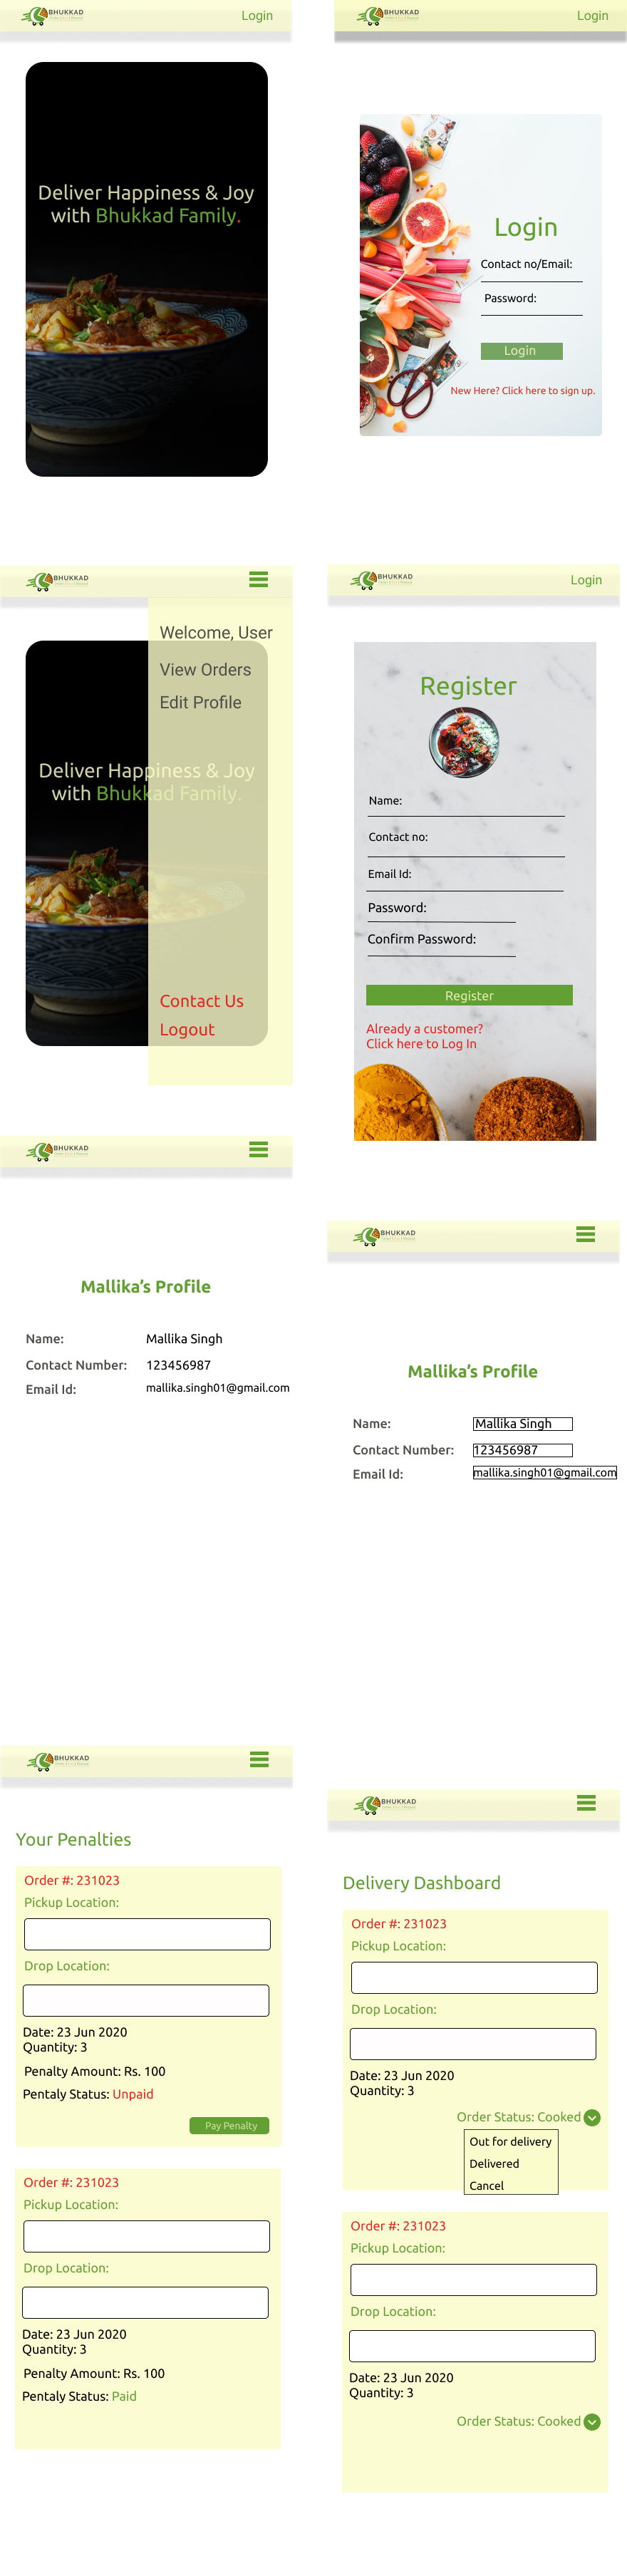 BHUKKAD
Login
Deliver Happiness & Joy
with Bhukkad Family.
BHUKKAD
Login
Login
Contact no/Email:
Password:
Login
New Here? Click here to sign up.
BHUKKAD
Welcome, User
View Orders
Edit Profile
Deliver Happiness & Joy
with Bhukkad Family.
Contact Us
Logout
BHUKKAD
Login
Register
Name:
Contact no:
Email Id:
Password:
Confirm Password:
Register
Already a customer?
Click here to Log In
BHUKKAD
Mallika's Profile
Name: Mallika Singh
Contact Number: 123456987
Email Id: mallika.singh01@gmail.com
BHUKKAD
Mallika's Profile
Name: Mallika Singh
Contact Number: 123456987
Email Id: mallika.singh01@gmail.com
BHUKKAD
Your Penalties
Order #: 231023
Pickup Location:
Drop Location:
Date: 23 Jun 2020
Quantity: 3
Penalty Amount: Rs. 100
Pentaly Status: Unpaid
Pay Penalty
Order #: 231023
Pickup Location:
Drop Location:
Date: 23 Jun 2020
Quantity: 3
Penalty Amount: Rs. 100
Pentaly Status: Paid
BHUKKAD
Delivery Dashboard
Order #: 231023
Pickup Location:
Drop Location:
Date: 23 Jun 2020
Quantity: 3
Order Status: Cooked
Out for delivery
Delivered
Cancel
Order #: 231023
Pickup Location:
Drop Location:
Date: 23 Jun 2020
Quantity: 3
Order Status: Cooked